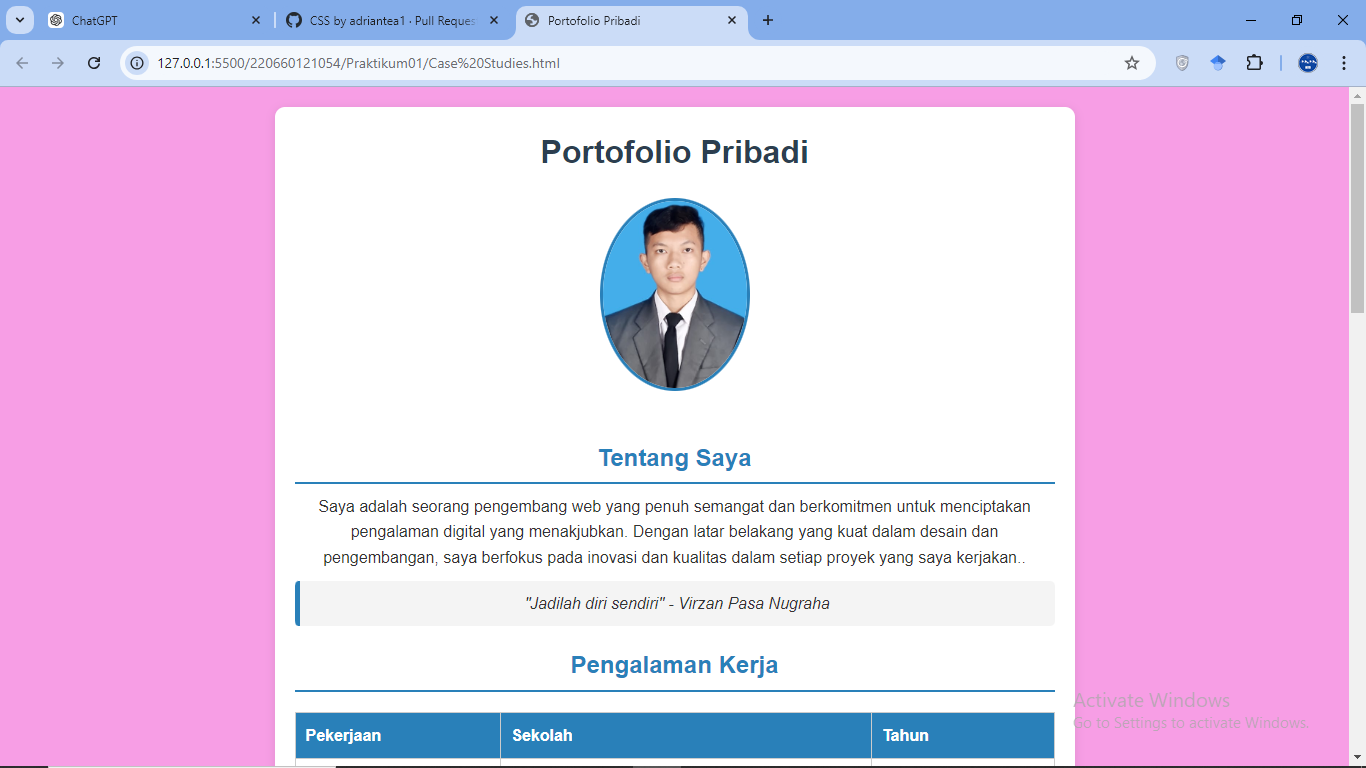 ChatGPT
CSS by adriantea1 · Pull Reques
Portofolio Pribadi
127.0.0.1:5500/220660121054/Praktikum01/Case%20Studies.html
Portofolio Pribadi
Tentang Saya
Saya adalah seorang pengembang web yang penuh semangat dan berkomitmen untuk menciptakan
pengalaman digital yang menakjubkan. Dengan latar belakang yang kuat dalam desain dan
pengembangan, saya berfokus pada inovasi dan kualitas dalam setiap proyek yang saya kerjakan..
"Jadilah diri sendiri" - Virzan Pasa Nugraha
Pengalaman Kerja
Pekerjaan
Sekolah
Tahun
Activate Windows
Go to Settings to activate Windows.